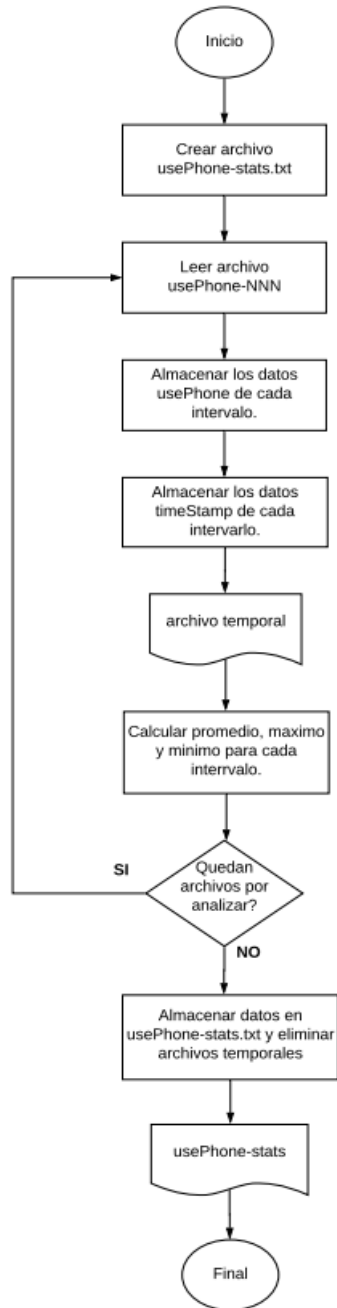 Inicio
Crear archivo
usePhone-stats.txt
Leer archivo
usePhone-NNN
Almacenar los datos
usePhone de cada
intervalo.
Almacenar los datos
timeStamp de cada
intervarlo.
archivo temporal
Calcular promedio, maximo
y minimo para cada
interrvalo.
SI
Quedan
archivos por
analizar?
NO
Almacenar datos en
usePhone-stats.txt y eliminar
archivos temporales
usePhone-stats
Final